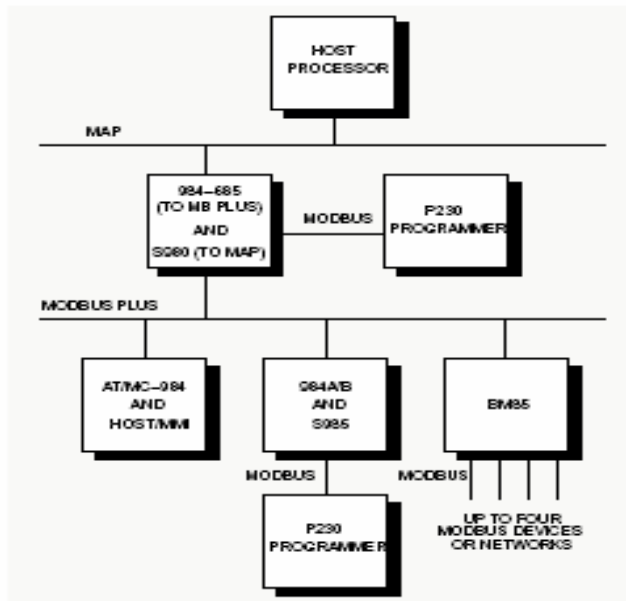 HOST
PROCESSOR
MAP
984–685
(TO MB PLUS)
AND
S980 (TO MAP)
MODBUS
P230
PROGRAMMER
MODBUS PLUS
AT/MC–984
AND
HOST/MMI
984A/B
AND
S985
BM85
MODBUS
MODBUS
P230
PROGRAMMER
UP TO FOUR
MODBUS DEVICES
OR NETWORKS